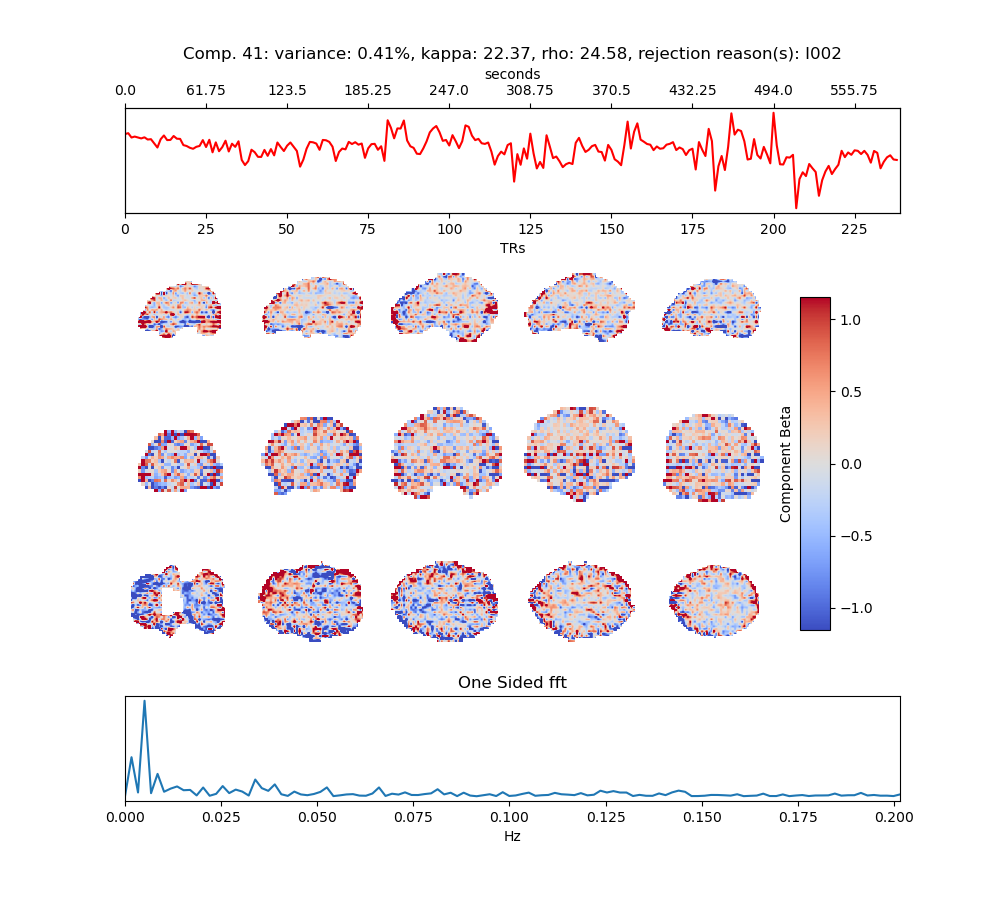 Comp. 41: variance: 0.41%, kappa: 22.37, rho: 24.58, rejection reason(s): I002
seconds
0.0 61.75 123.5 185.25 247.0 308.75 370.5 432.25 494.0 555.75
0 25 50 75 100 125 150 175 200 225
TRs
1.0
0.5
0.0
−0.5
−1.0
Component Beta
One Sided fft
0.000 0.025 0.050 0.075 0.100 0.125 0.150 0.175 0.200
Hz